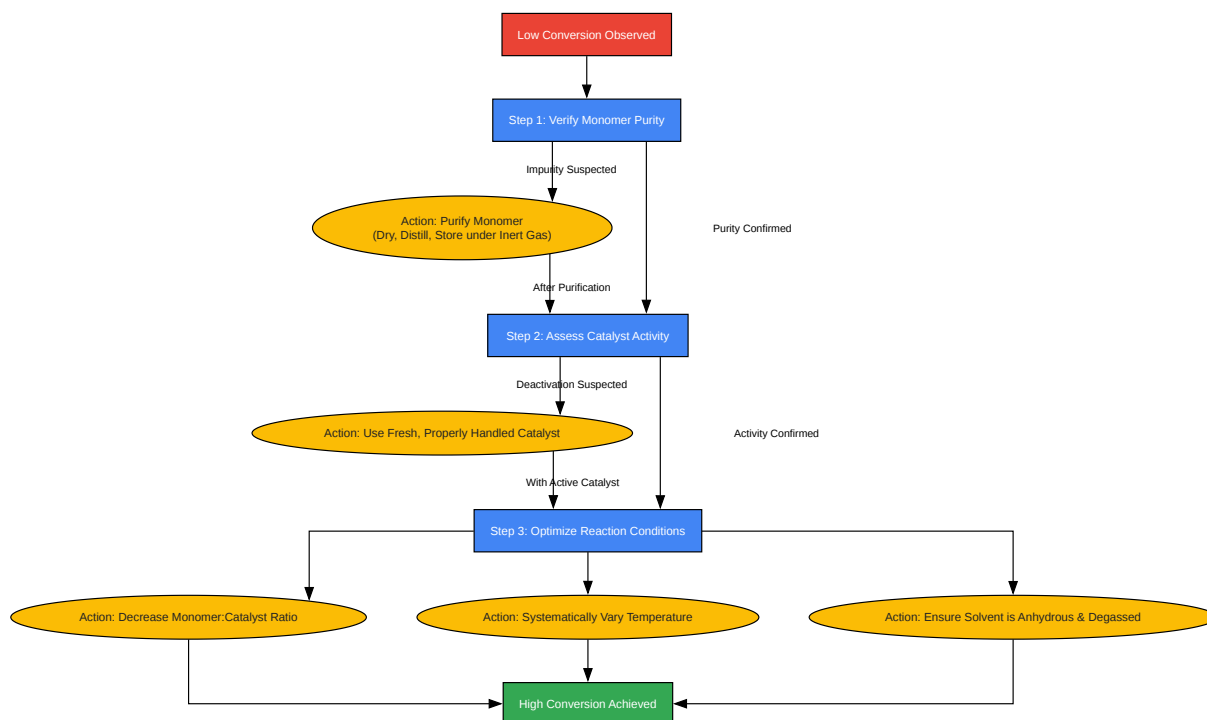 Low Conversion Observed
Step 1: Verify Monomer Purity
Impurity Suspected
Action: Purify Monomer
(Dry, Distill, Store under Inert Gas)
Purity Confirmed
After Purification
Step 2: Assess Catalyst Activity
Deactivation Suspected
Action: Use Fresh, Properly Handled Catalyst
Activity Confirmed
With Active Catalyst
Step 3: Optimize Reaction Conditions
Action: Decrease Monomer:Catalyst Ratio
Action: Systematically Vary Temperature
Action: Ensure Solvent is Anhydrous & Degassed
High Conversion Achieved